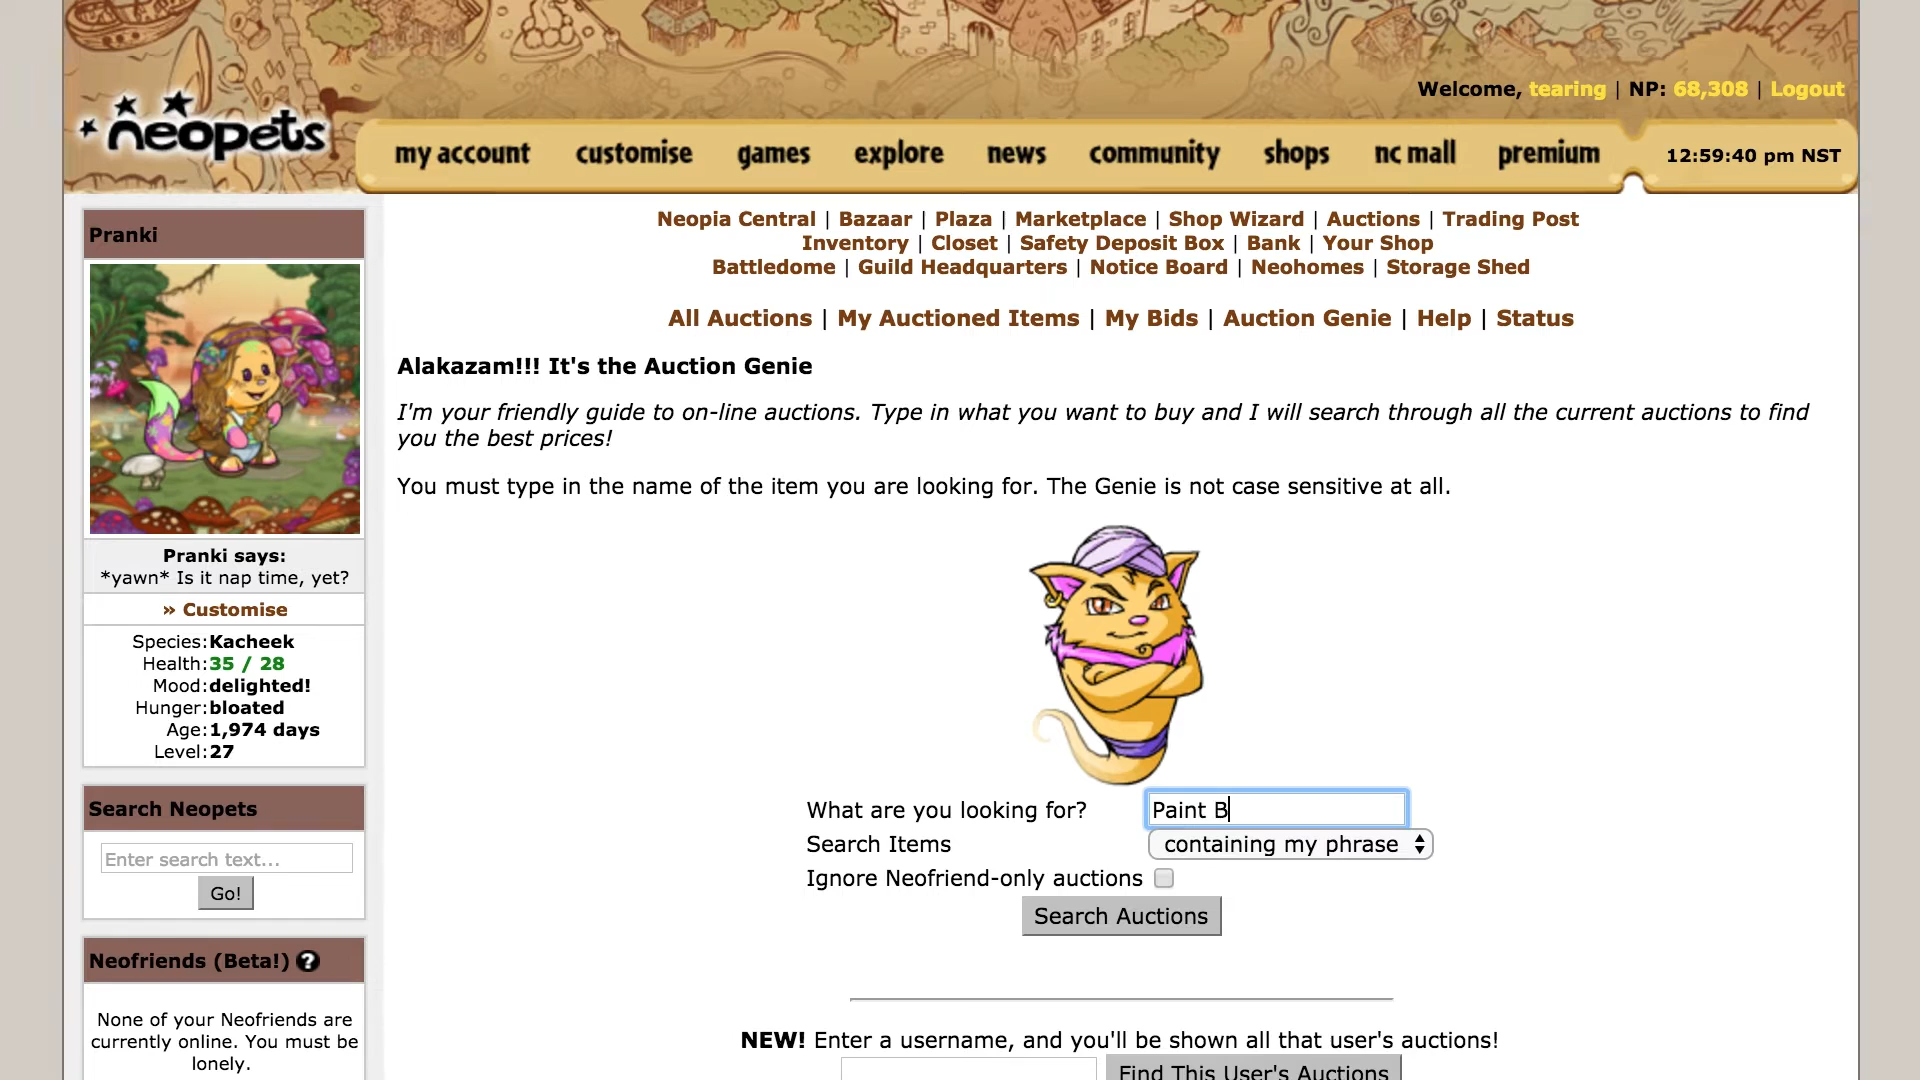 Welcome, tearing | NP: 68,308 | Logout
neopets
my account customise games explore news community shops nc mall premium 12:59:40 pm NST
Pranki
Pranki says:
*yawn* Is it nap time, yet?
» Customise
Species: Kacheek
Health: 35 / 28
Mood: delighted!
Hunger: bloated
Age: 1,974 days
Level: 27
Search Neopets
Enter search text...
Go!
Neofriends (Beta!) ?
None of your Neofriends are
currently online. You must be
lonely.
Neopia Central | Bazaar | Plaza | Marketplace | Shop Wizard | Auctions | Trading Post
Inventory | Closet | Safety Deposit Box | Bank | Your Shop
Battledome | Guild Headquarters | Notice Board | Neohomes | Storage Shed
All Auctions | My Auctioned Items | My Bids | Auction Genie | Help | Status
Alakazam!!! It's the Auction Genie
I'm your friendly guide to on-line auctions. Type in what you want to buy and I will search through all the current auctions to find
you the best prices!
You must type in the name of the item you are looking for. The Genie is not case sensitive at all.
What are you looking for? Paint B
Search Items containing my phrase
Ignore Neofriend-only auctions
Search Auctions
NEW! Enter a username, and you'll be shown all that user's auctions!
Find This User's Auctions